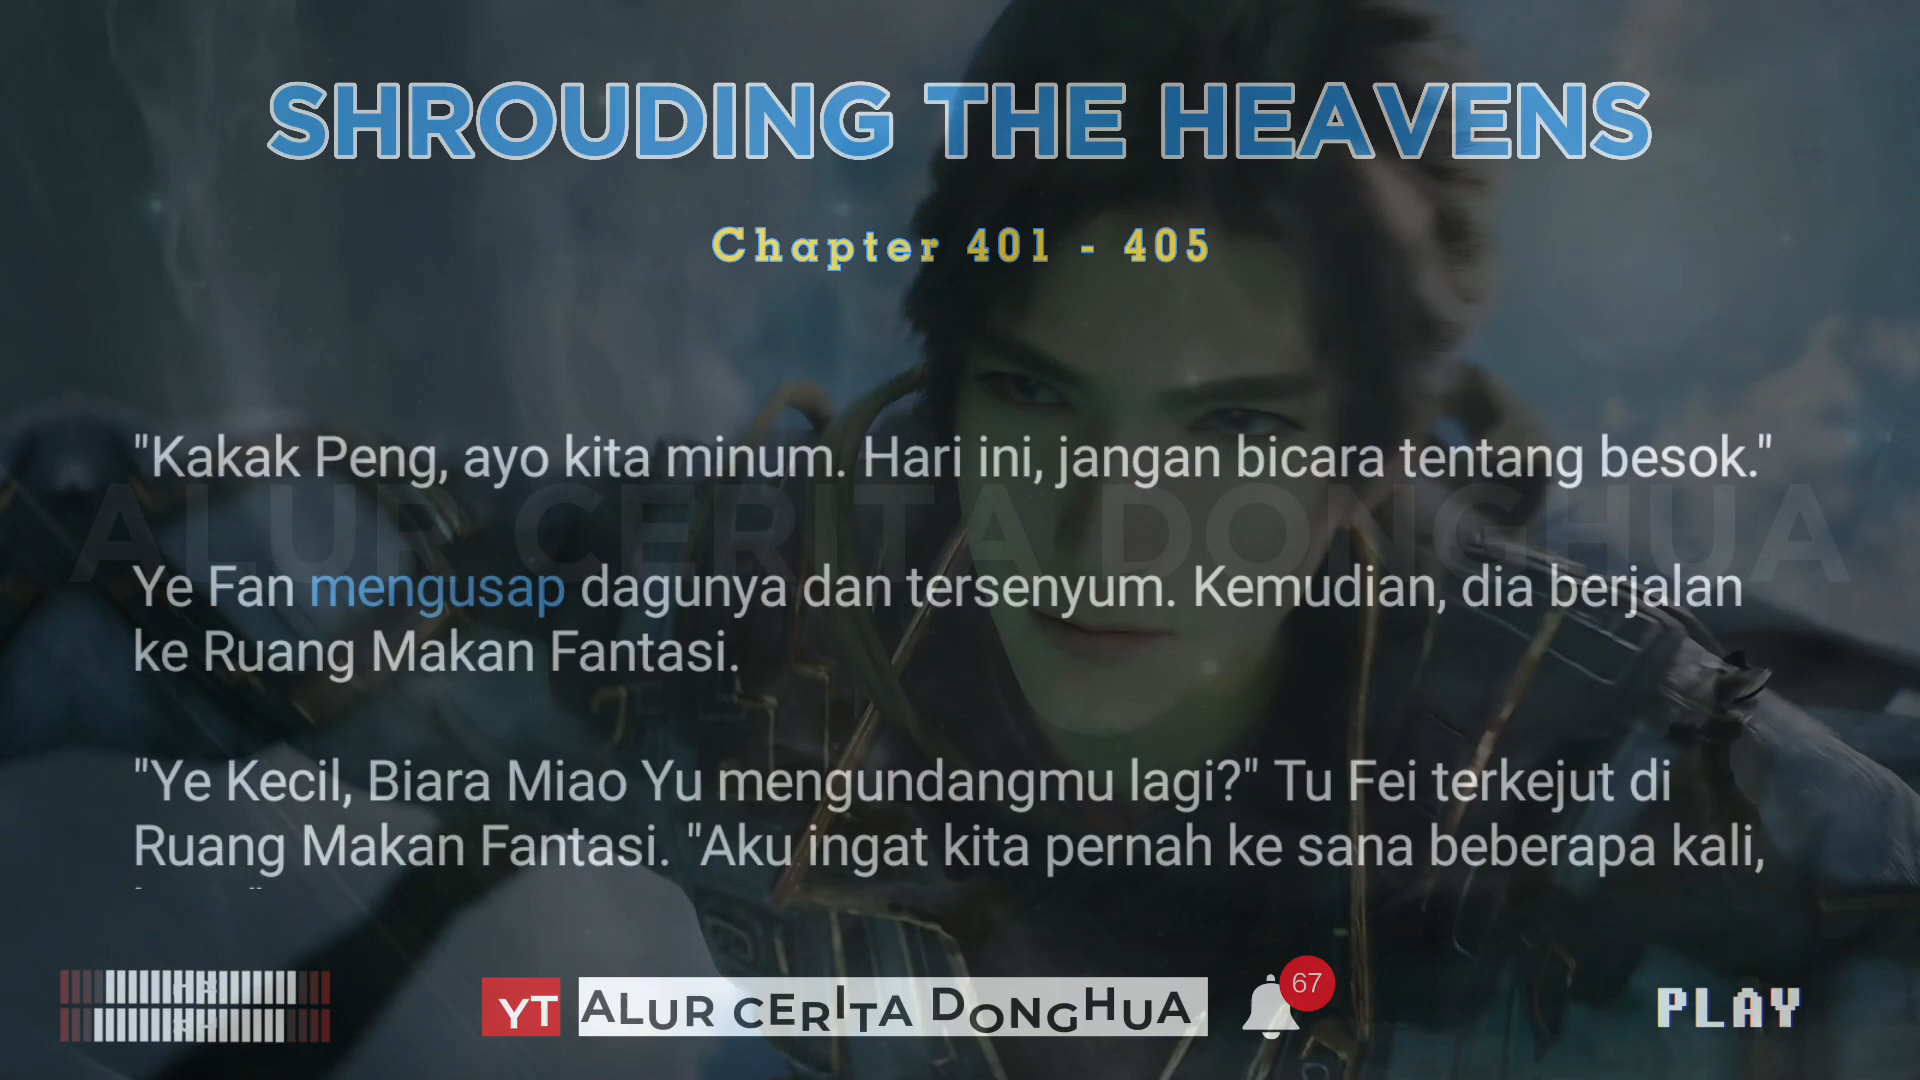 SHROUDING THE HEAVENS
Chapter 401 - 405
"Kakak Peng, ayo kita minum. Hari ini, jangan bicara tentang besok."
ALUR CERITA DONGHUA
Ye Fan mengusap dagunya dan tersenyum. Kemudian, dia berjalan
ke Ruang Makan Fantasi.
"Ye Kecil, Biara Miao Yu mengundangmu lagi?" Tu Fei terkejut di
Ruang Makan Fantasi. "Aku ingat kita pernah ke sana beberapa kali,
YT ALUR CERITA DONGHUA
67
PLAY